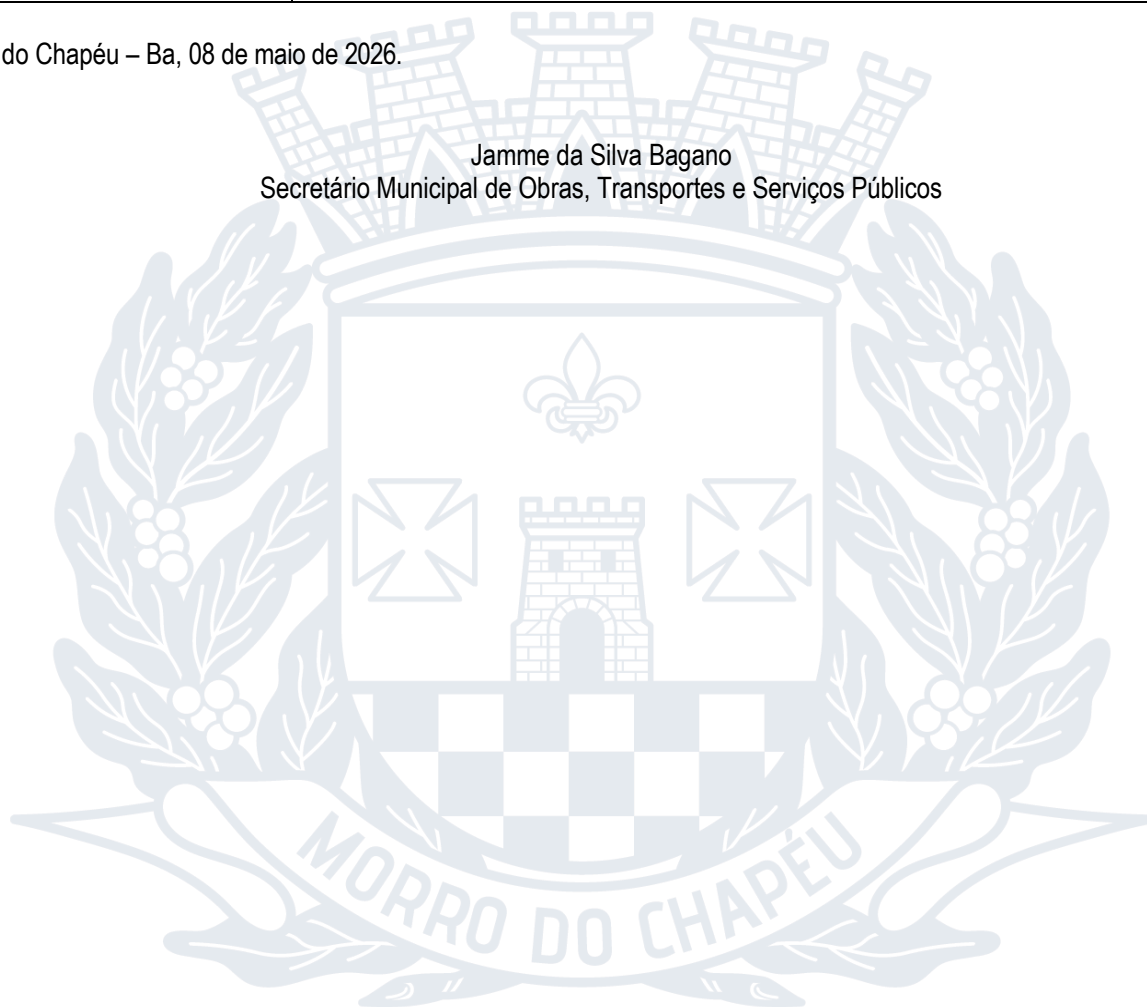 do Chapéu – Ba, 08 de maio de 2026.
Jamme da Silva Bagano
Secretário Municipal de Obras, Transportes e Serviços Públicos
MORRO DO CHAPÉU